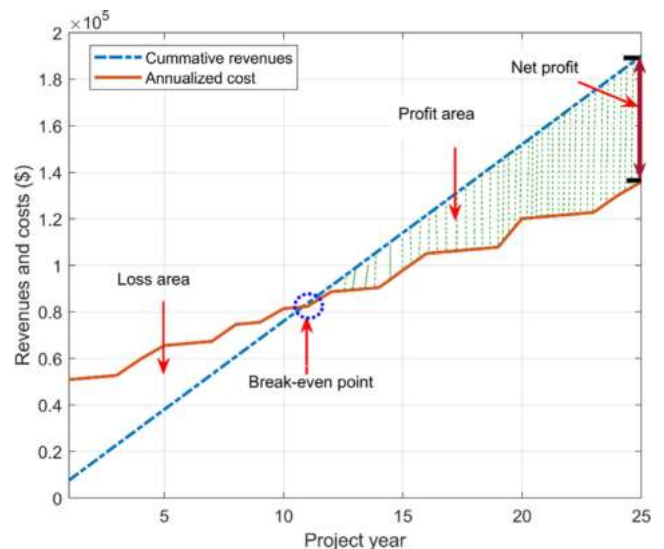 ×10⁵
2
1.8
1.6
1.4
1.2
1
0.8
0.6
0.4
0.2
0
Revenues and costs ($)
Cummative revenues
Annualized cost
Net profit
Profit area
Loss area
Break-even point
5
10
15
20
25
Project year